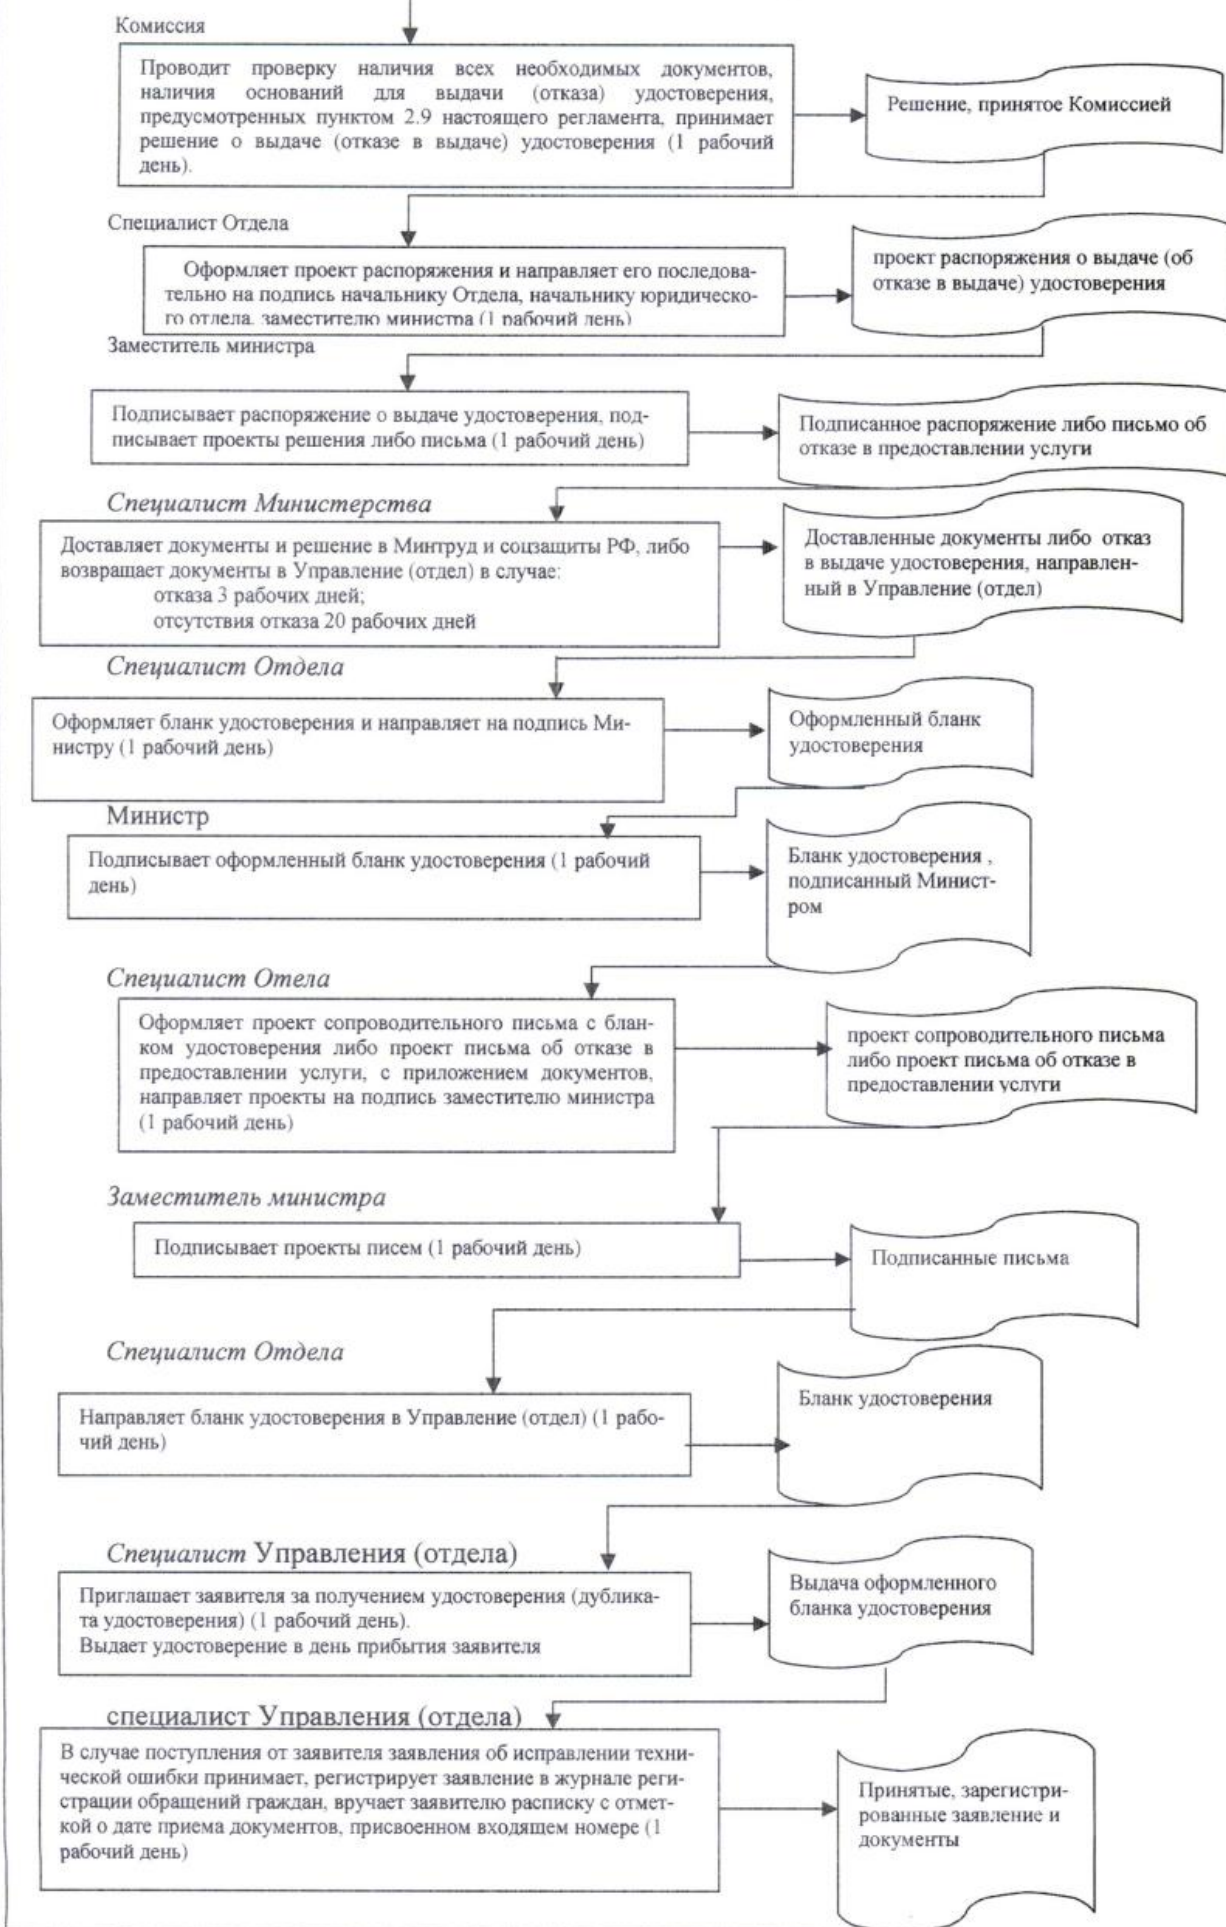 Комиссия
Проводит проверку наличия всех необходимых документов,
наличия оснований для выдачи (отказа) удостоверения,
предусмотренных пунктом 2.9 настоящего регламента, принимает
решение о выдаче (отказе в выдаче) удостоверения (1 рабочий
день).
Решение, принятое Комиссией
Специалист Отдела
Оформляет проект распоряжения и направляет его последова-
тельно на подпись начальнику Отдела, начальнику юридическо-
го отдела, заместителю министра (1 рабочий день)
проект распоряжения о выдаче (об
отказе в выдаче) удостоверения
Заместитель министра
Подписывает распоряжение о выдаче удостоверения, под-
писывает проекты решения либо письма (1 рабочий день)
Подписанное распоряжение либо письмо об
отказе в предоставлении услуги
Специалист Министерства
Доставляет документы и решение в Минтруд и соцзащиты РФ, либо
возвращает документы в Управление (отдел) в случае:
отказа 3 рабочих дней;
отсутствия отказа 20 рабочих дней
Доставленные документы либо отказ
в выдаче удостоверения, направлен-
ный в Управление (отдел)
Специалист Отдела
Оформляет бланк удостоверения и направляет на подпись Ми-
нистру (1 рабочий день)
Оформленный бланк
удостоверения
Министр
Подписывает оформленный бланк удостоверения (1 рабочий
день)
Бланк удостоверения ,
подписанный Минист-
ром
Специалист Отела
Оформляет проект сопроводительного письма с блан-
ком удостоверения либо проект письма об отказе в
предоставлении услуги, с приложением документов,
направляет проекты на подпись заместителю министра
(1 рабочий день)
проект сопроводительного письма
либо проект письма об отказе в
предоставлении услуги
Заместитель министра
Подписывает проекты писем (1 рабочий день)
Подписанные письма
Специалист Отдела
Направляет бланк удостоверения в Управление (отдел) (1 рабо-
чий день)
Бланк удостоверения
Специалист Управления (отдела)
Приглашает заявителя за получением удостоверения (дублика-
та удостоверения) (1 рабочий день).
Выдает удостоверение в день прибытия заявителя
Выдача оформленного
бланка удостоверения
специалист Управления (отдела)
В случае поступления от заявителя заявления об исправлении техни-
ческой ошибки принимает, регистрирует заявление в журнале реги-
страции обращений граждан, вручает заявителю расписку с отмет-
кой о дате приема документов, присвоенном входящем номере (1
рабочий день)
Принятые, зарегистри-
рованные заявление и
документы